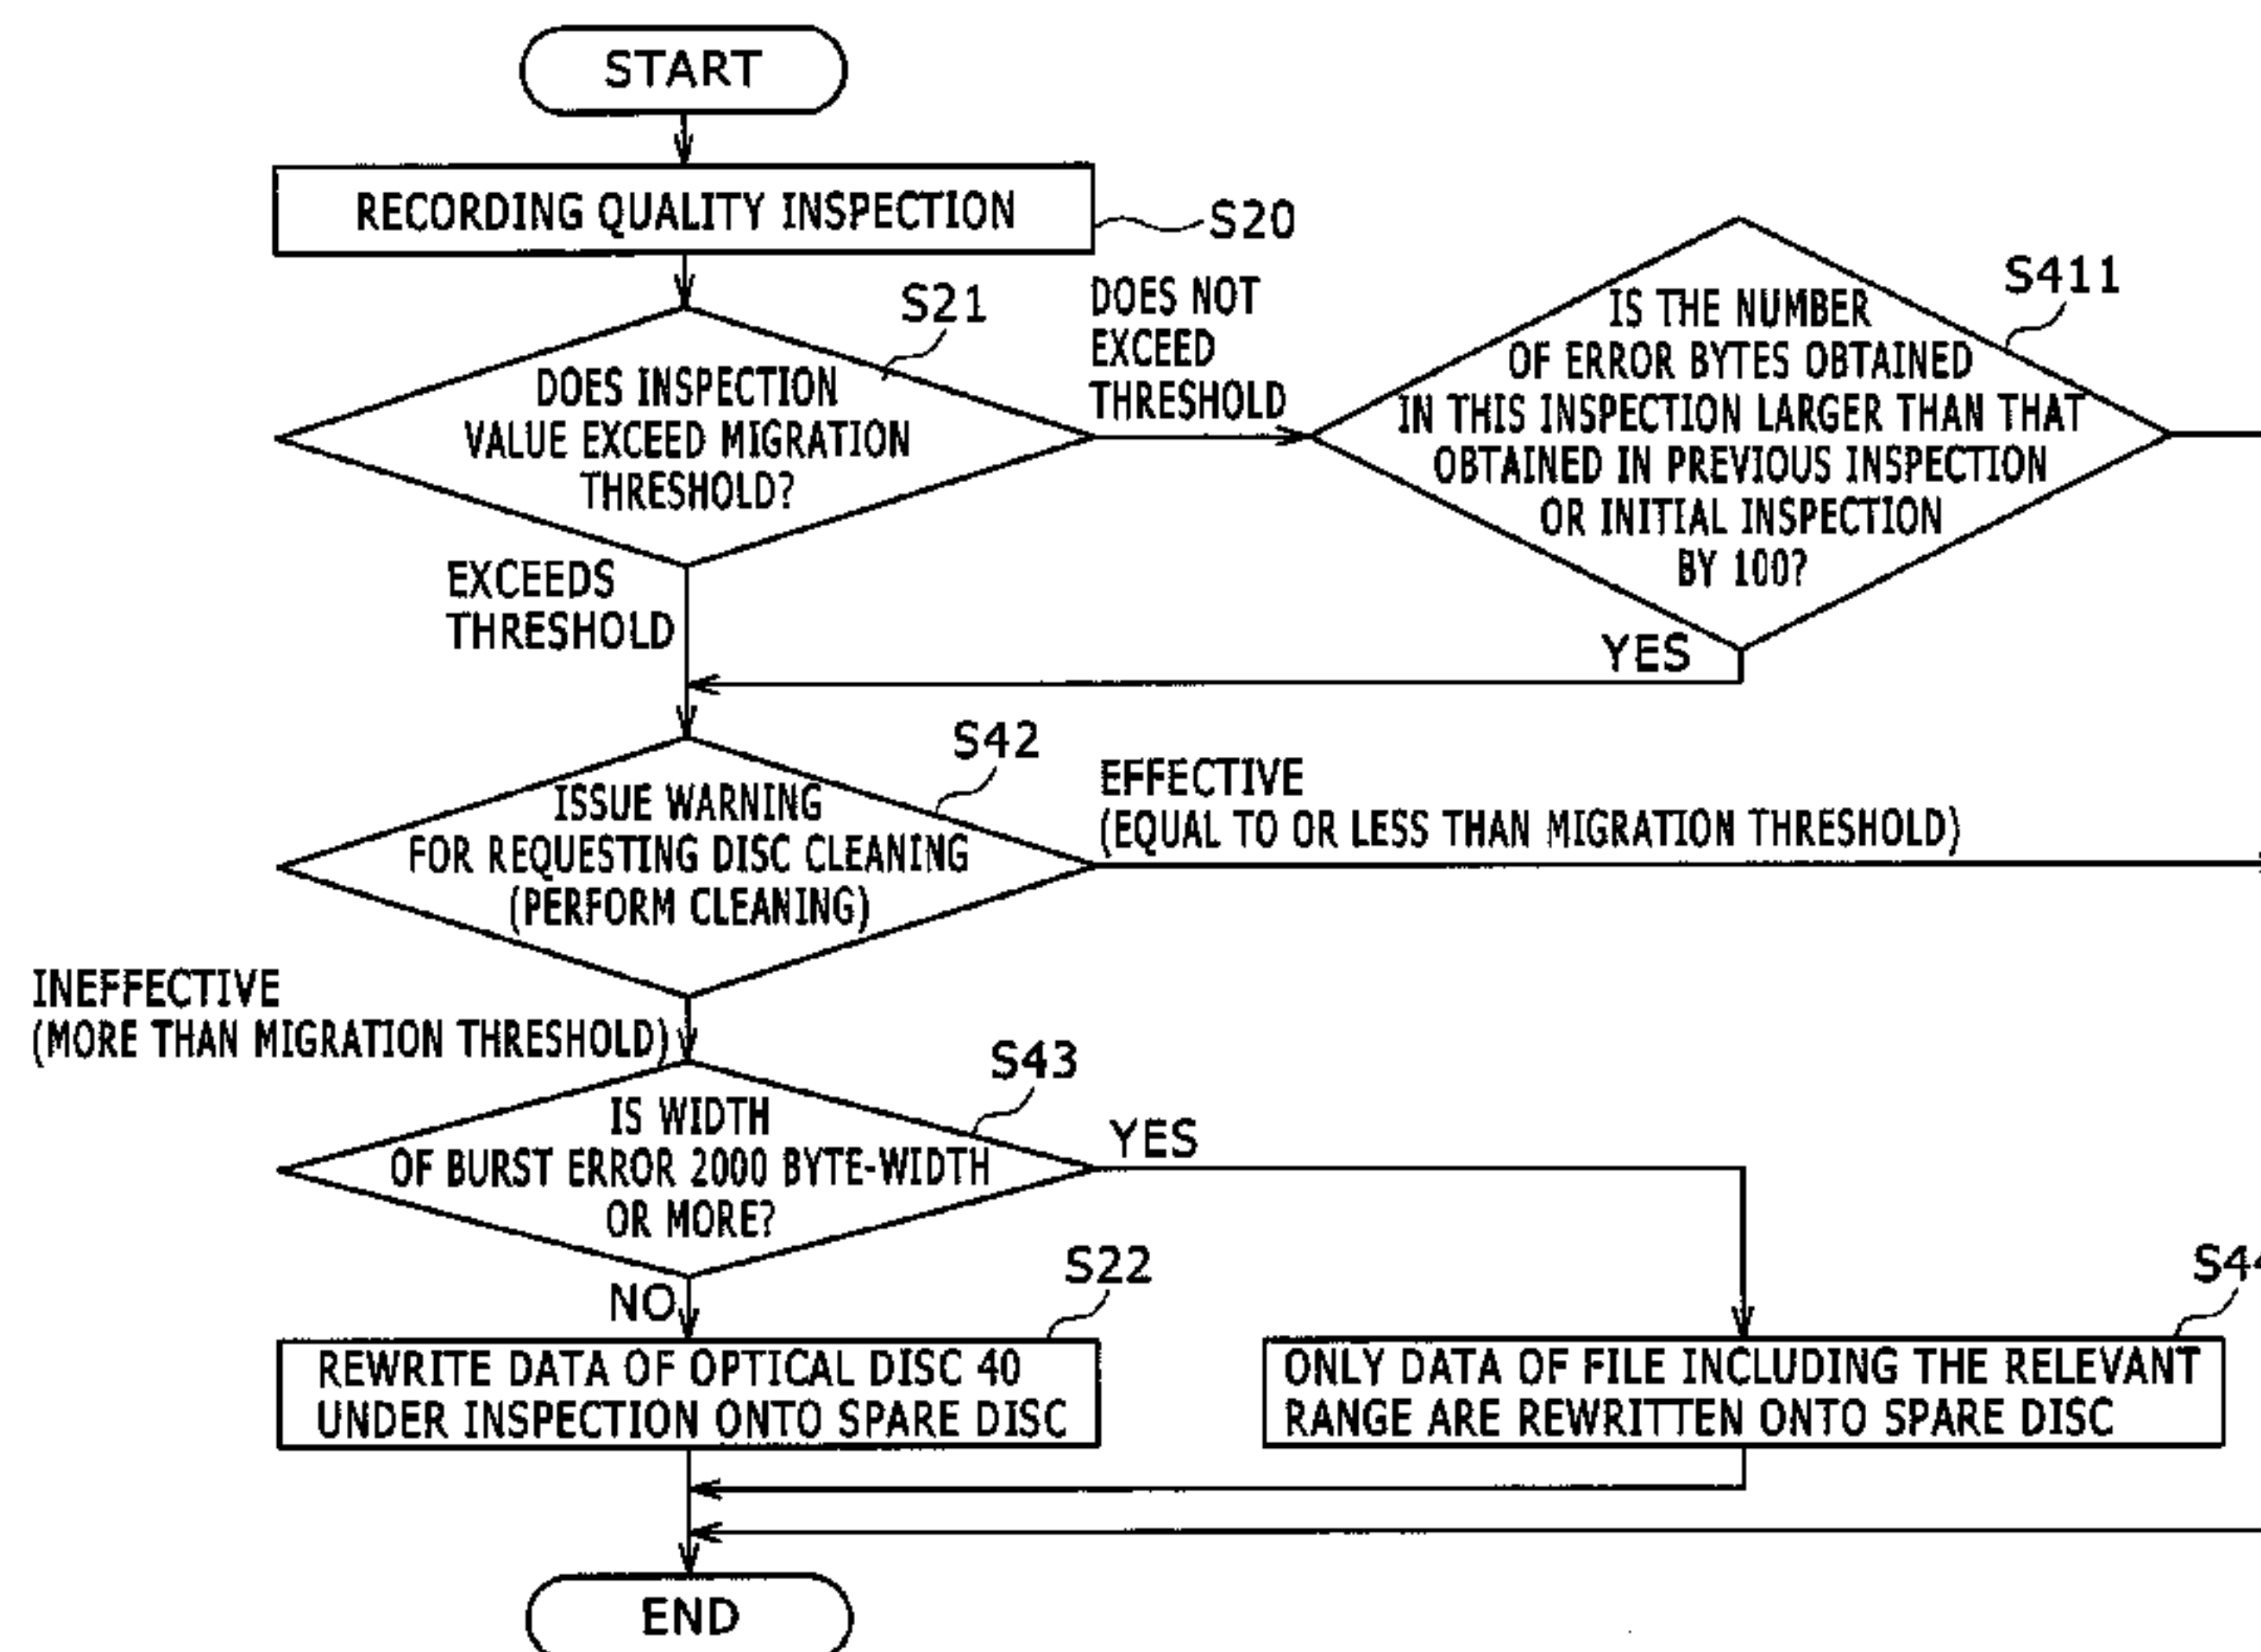 START
RECORDING QUALITY INSPECTION
S20
S21
DOES INSPECTION
VALUE EXCEED MIGRATION
THRESHOLD?
DOES NOT
EXCEED
THRESHOLD
S411
IS THE NUMBER
OF ERROR BYTES OBTAINED
IN THIS INSPECTION LARGER THAN THAT
OBTAINED IN PREVIOUS INSPECTION
OR INITIAL INSPECTION
BY 100?
EXCEEDS
THRESHOLD
YES
S42
ISSUE WARNING
FOR REQUESTING DISC CLEANING
(PERFORM CLEANING)
EFFECTIVE
(EQUAL TO OR LESS THAN MIGRATION THRESHOLD)
INEFFECTIVE
(MORE THAN MIGRATION THRESHOLD)
S43
IS WIDTH
OF BURST ERROR 2000 BYTE-WIDTH
OR MORE?
YES
NO
S22
REWRITE DATA OF OPTICAL DISC 40
UNDER INSPECTION ONTO SPARE DISC
S44
ONLY DATA OF FILE INCLUDING THE RELEVANT
RANGE ARE REWRITTEN ONTO SPARE DISC
END